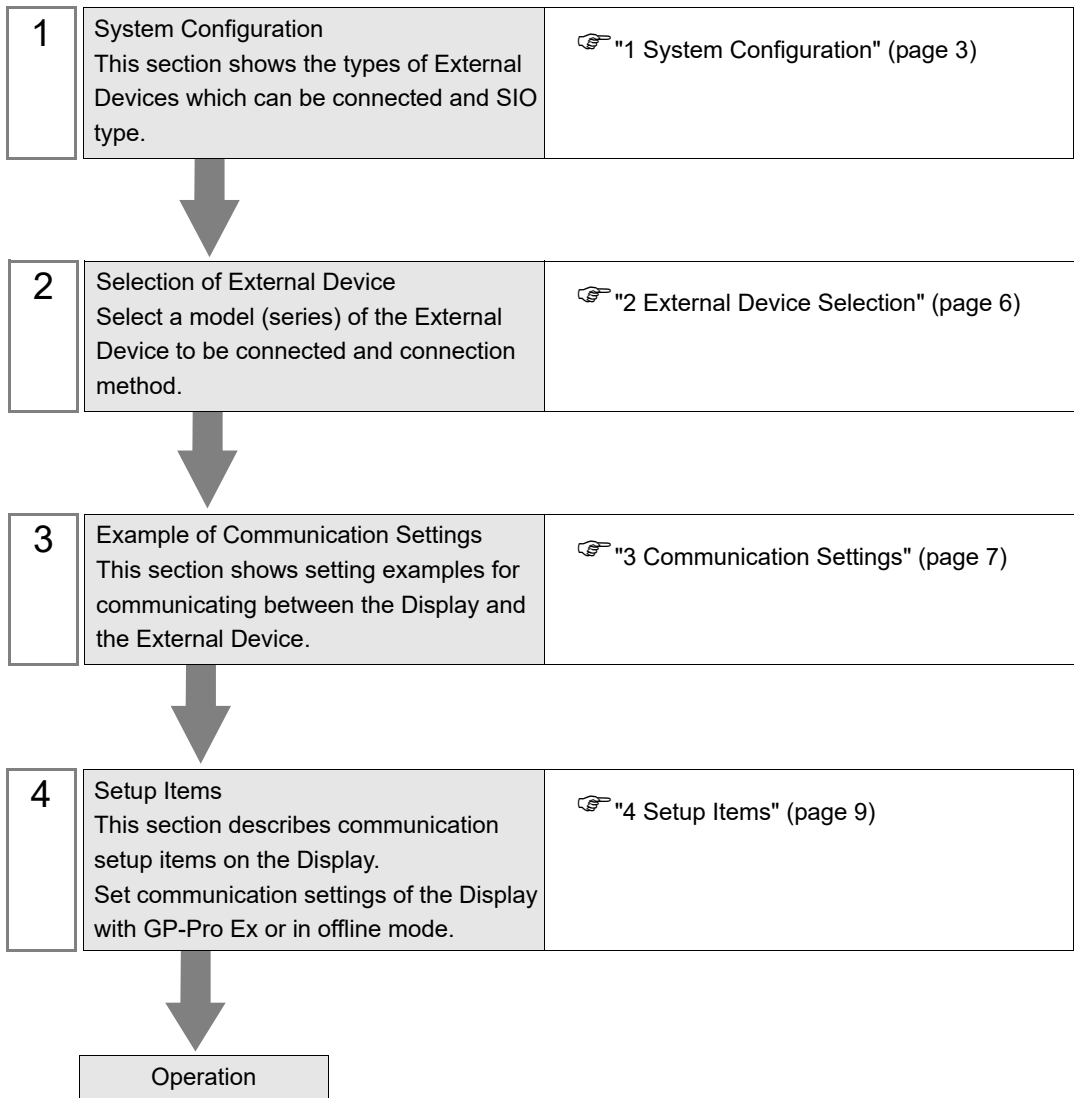 1
System Configuration
This section shows the types of External
Devices which can be connected and SIO
type.
☞ "1 System Configuration" (page 3)
2
Selection of External Device
Select a model (series) of the External
Device to be connected and connection
method.
☞ "2 External Device Selection" (page 6)
3
Example of Communication Settings
This section shows setting examples for
communicating between the Display and
the External Device.
☞ "3 Communication Settings" (page 7)
4
Setup Items
This section describes communication
setup items on the Display.
Set communication settings of the Display
with GP-Pro Ex or in offline mode.
☞ "4 Setup Items" (page 9)
Operation